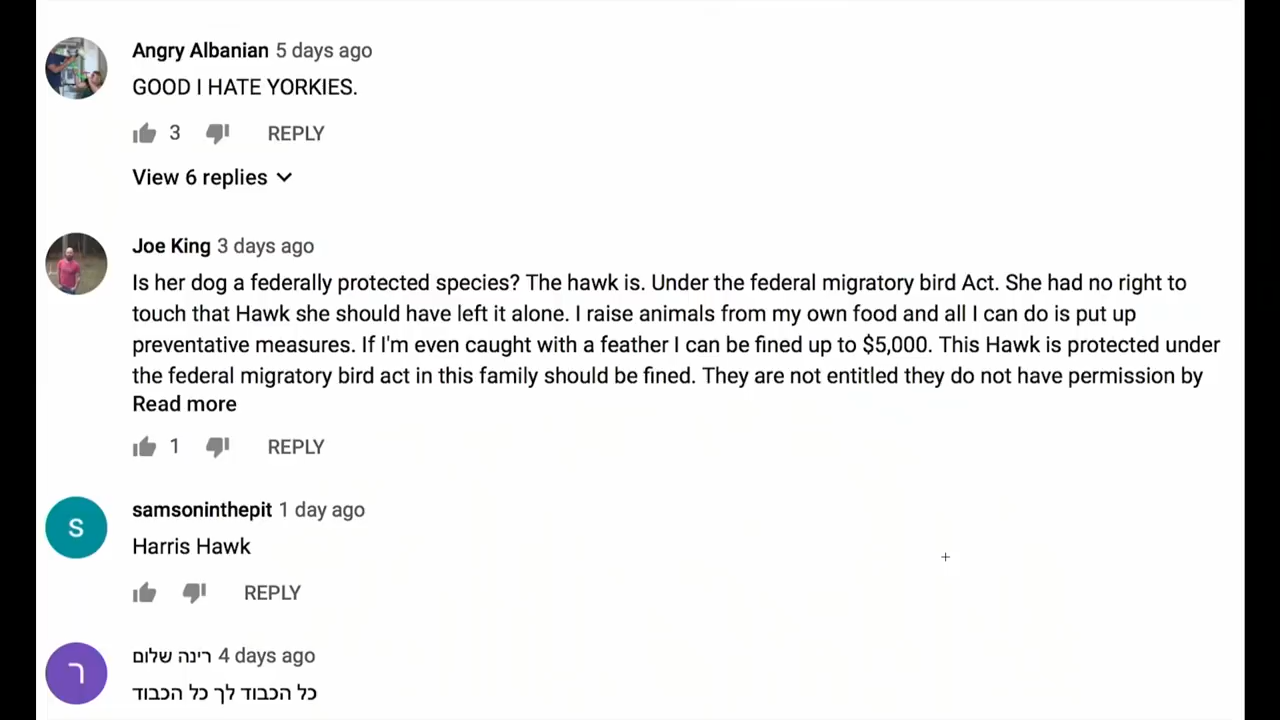 Angry Albanian 5 days ago
GOOD I HATE YORKIES.
3 REPLY
View 6 replies
Joe King 3 days ago
Is her dog a federally protected species? The hawk is. Under the federal migratory bird Act. She had no right to
touch that Hawk she should have left it alone. I raise animals from my own food and all I can do is put up
preventative measures. If I'm even caught with a feather I can be fined up to $5,000. This Hawk is protected under
the federal migratory bird act in this family should be fined. They are not entitled they do not have permission by
Read more
1 REPLY
S
samsoninthepit 1 day ago
Harris Hawk
REPLY
ר
רינה שלום 4 days ago
כל הכבוד לך כל הכבוד